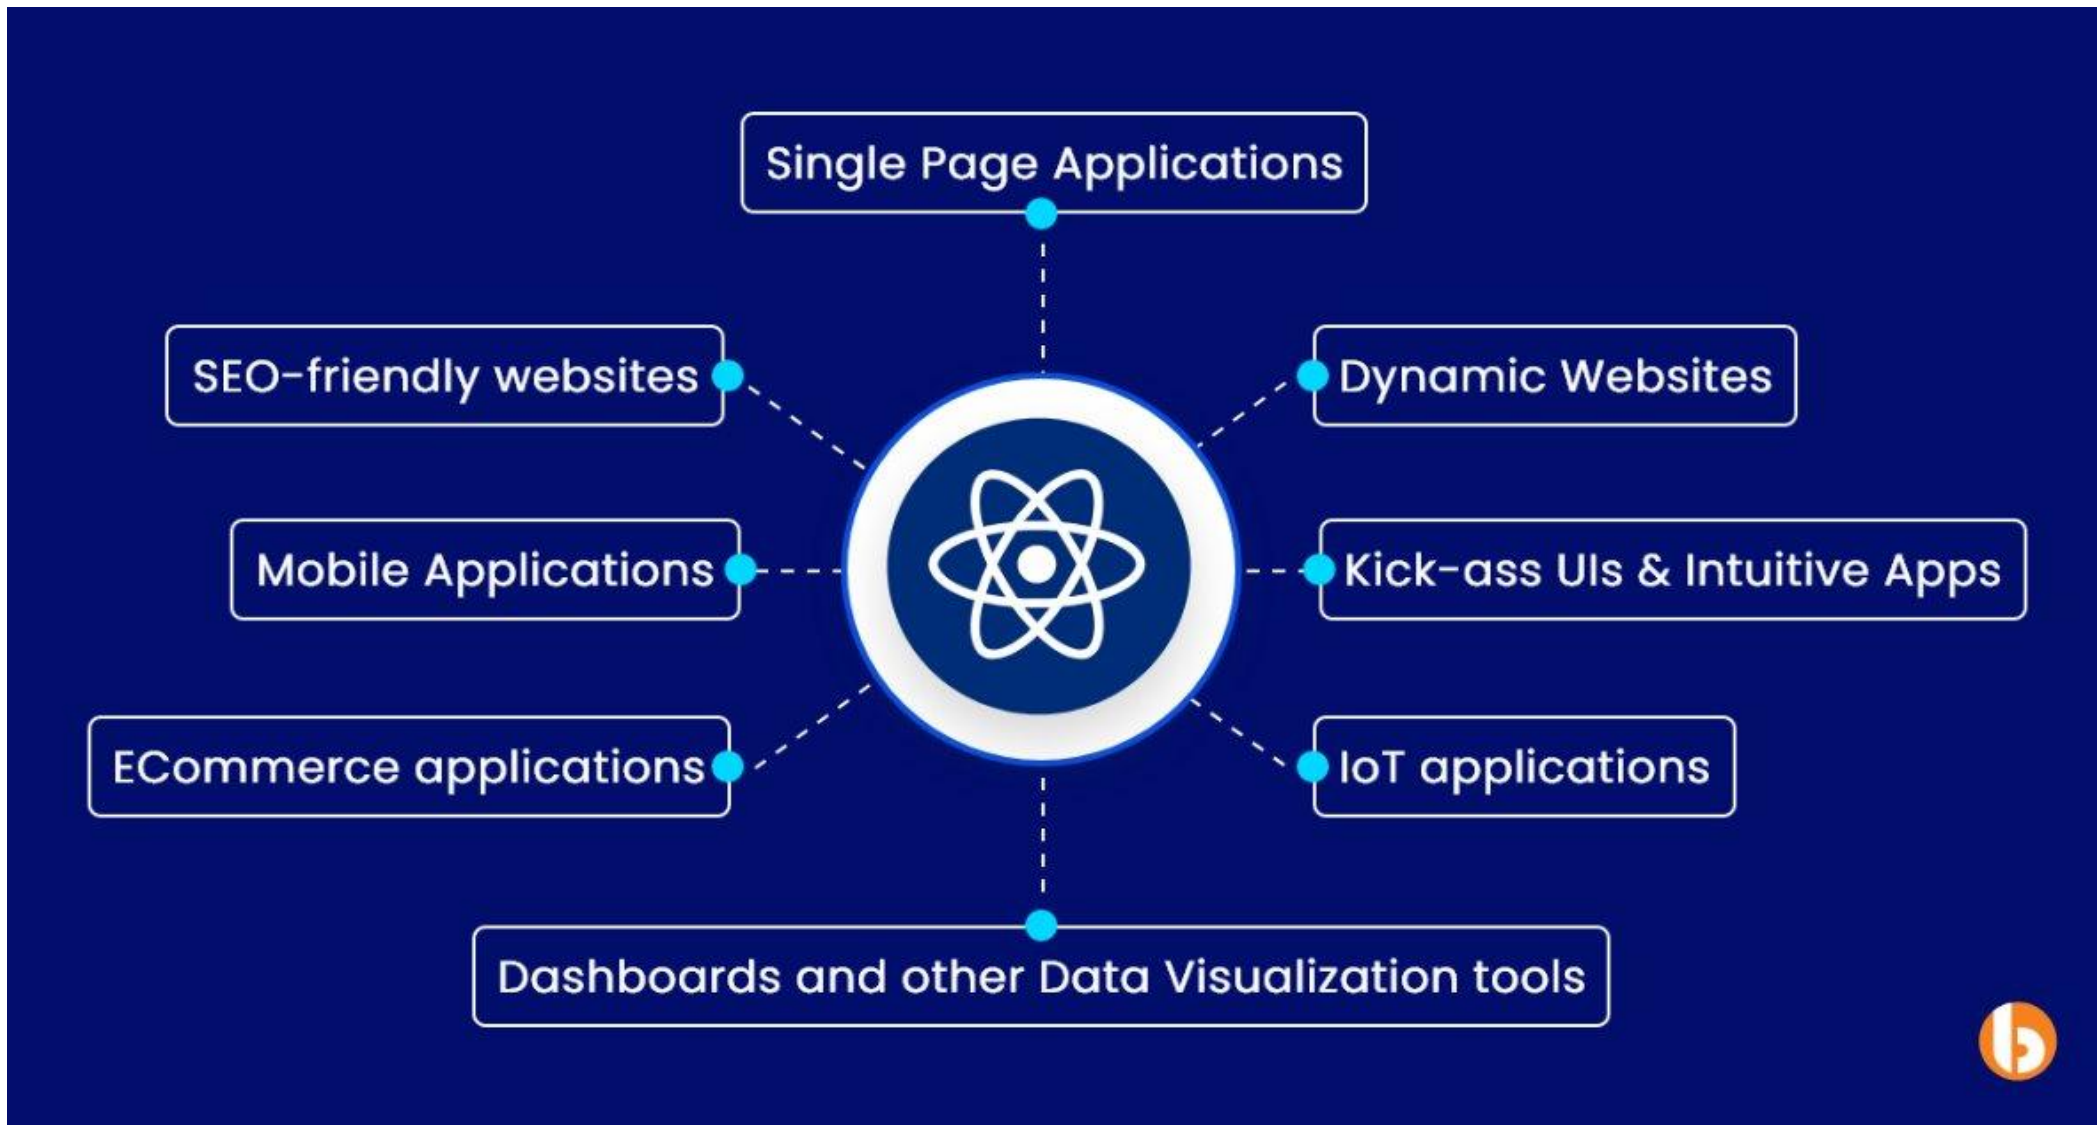 Single Page Applications
SEO-friendly websites
Dynamic Websites
Mobile Applications
Kick-ass UIs & Intuitive Apps
ECommerce applications
IoT applications
Dashboards and other Data Visualization tools
b